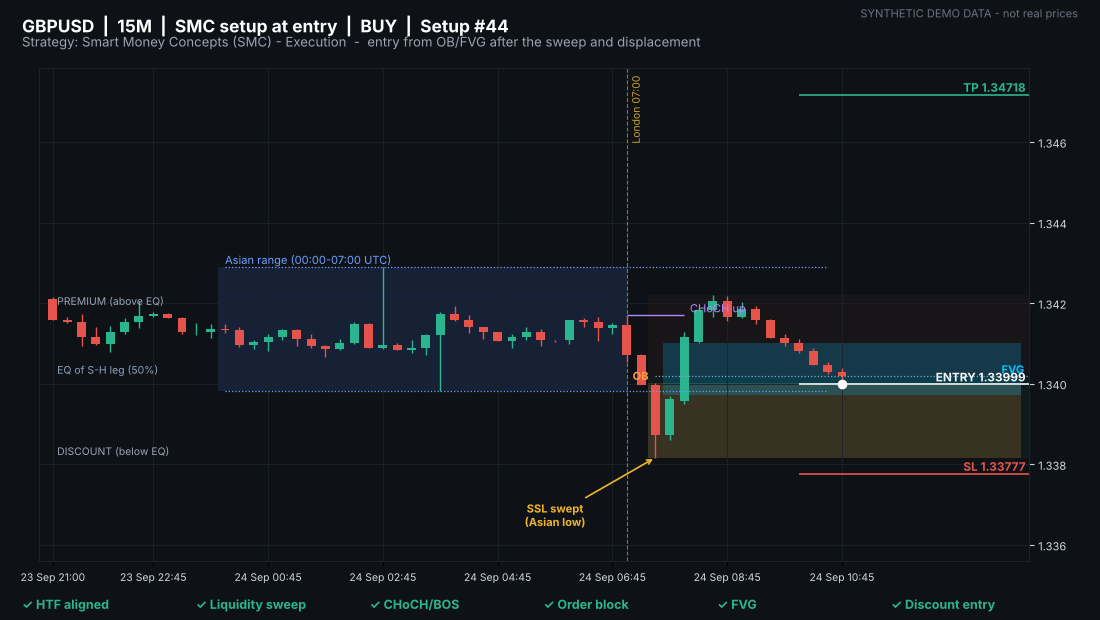 GBPUSD | 15M | SMC setup at entry | BUY | Setup #44
SYNTHETIC DEMO DATA - not real prices
Strategy: Smart Money Concepts (SMC) - Execution - entry from OB/FVG after the sweep and displacement
London 07:00
TP 1.34718
1.346
1.344
Asian range (00:00-07:00 UTC)
PREMIUM (above EQ)
CHoCH up
1.342
EQ of S-H leg (50%)
OB
FVG
ENTRY 1.33999
1.340
DISCOUNT (below EQ)
SL 1.33777
1.338
SSL swept
(Asian low)
1.336
23 Sep 21:00
23 Sep 22:45
24 Sep 00:45
24 Sep 02:45
24 Sep 04:45
24 Sep 06:45
24 Sep 08:45
24 Sep 10:45
✓ HTF aligned
✓ Liquidity sweep
✓ CHoCH/BOS
✓ Order block
✓ FVG
✓ Discount entry